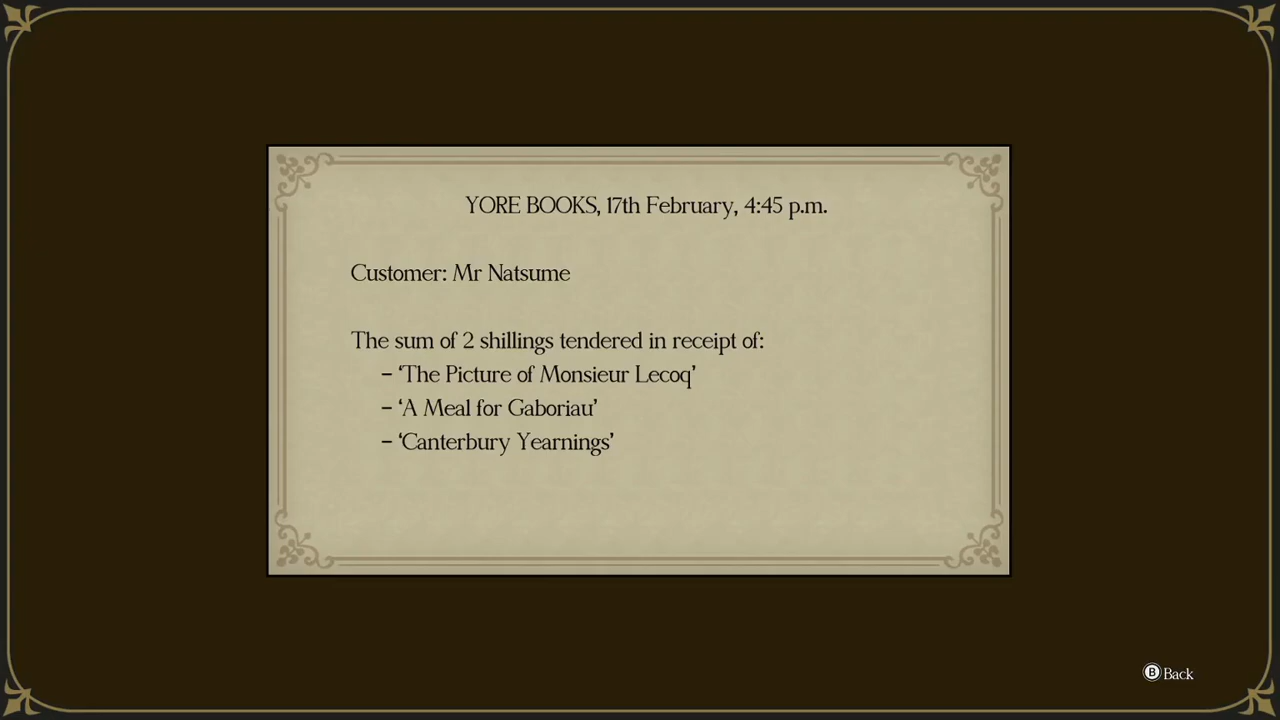 YORE BOOKS, 17th February, 4:45 p.m.
Customer: Mr Natsume
The sum of 2 shillings tendered in receipt of:
– ‘The Picture of Monsieur Lecoq’
– ‘A Meal for Gaboriau’
– ‘Canterbury Yearnings’
B Back